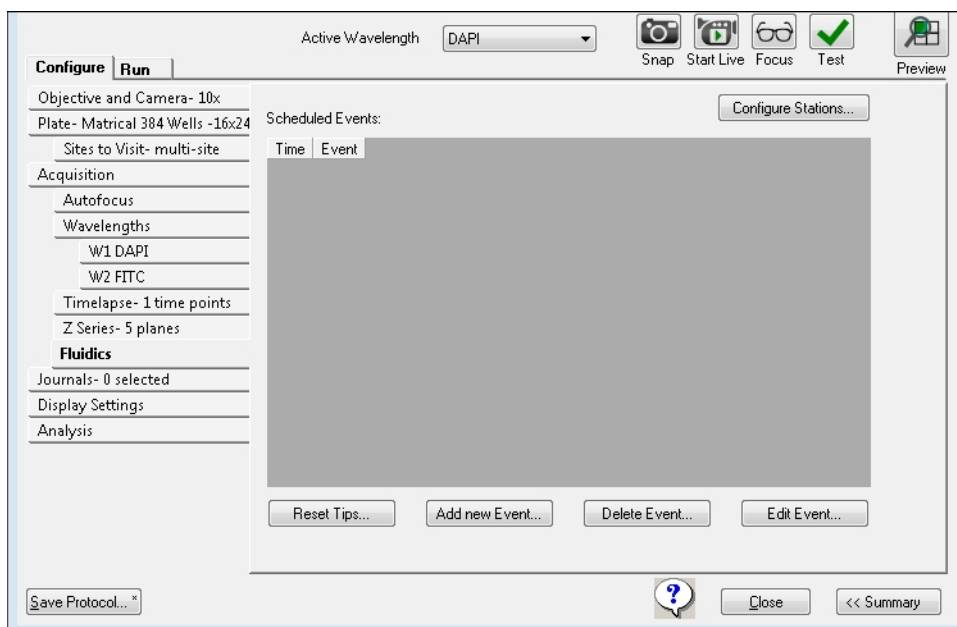 Active Wavelength DAPI
Snap Start Live Focus Test Preview
Configure Run
Objective and Camera- 10x
Plate- Matrical 384 Wells -16x24
Sites to Visit- multi-site
Acquisition
Autofocus
Wavelengths
W1 DAPI
W2 FITC
Timelapse- 1 time points
Z Series- 5 planes
Fluidics
Journals- 0 selected
Display Settings
Analysis
Configure Stations...
Scheduled Events:
Time Event
Reset Tips... Add new Event... Delete Event... Edit Event...
Save Protocol... * ? Close << Summary